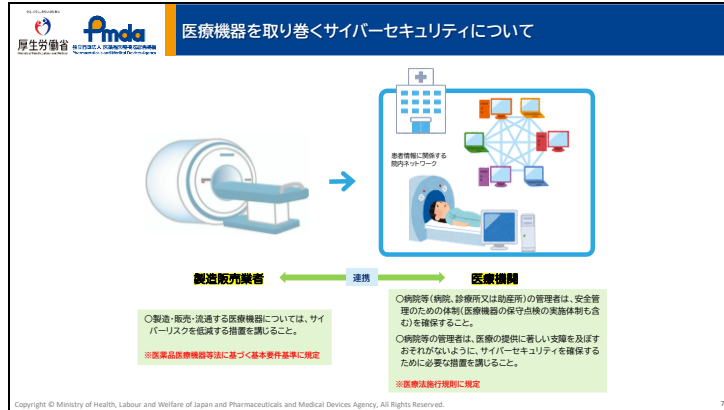 厚生労働省
Pmda
医療機器を取り巻くサイバーセキュリティについて
患者情報に関係する
院内ネットワーク
製造販売業者
連携
医療機関
○製造・販売・流通する医療機器については、サイ
バーリスクを低減する措置を講じること。
※医薬品医療機器等法に基づく基本要件基準に規定
○病院等(病院、診療所又は助産所)の管理者は、安全管
理のための体制(医療機器の保守点検の実施体制も含
む)を確保すること。
○病院等の管理者は、医療の提供に著しい支障を及ぼす
おそれがないように、サイバーセキュリティを確保する
ために必要な措置を講じること。
※医療法施行規則に規定
Copyright © Ministry of Health, Labour and Welfare of Japan and Pharmaceuticals and Medical Devices Agency, All Rights Reserved.
7